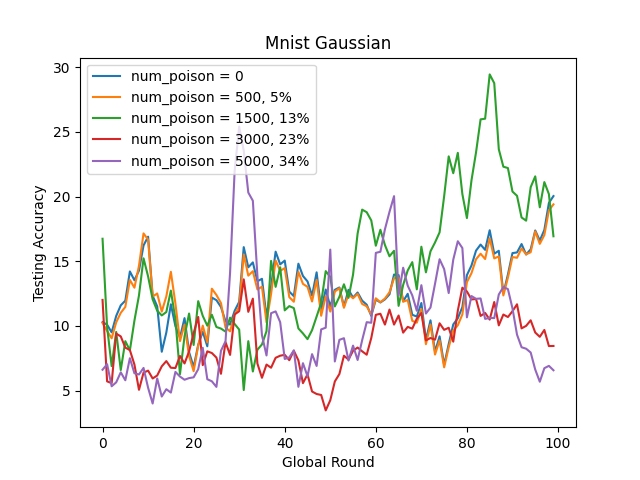 Mnist Gaussian
num_poison = 0
num_poison = 500, 5%
num_poison = 1500, 13%
num_poison = 3000, 23%
num_poison = 5000, 34%
Testing Accuracy
30
25
20
15
10
5
0 20 40 60 80 100
Global Round